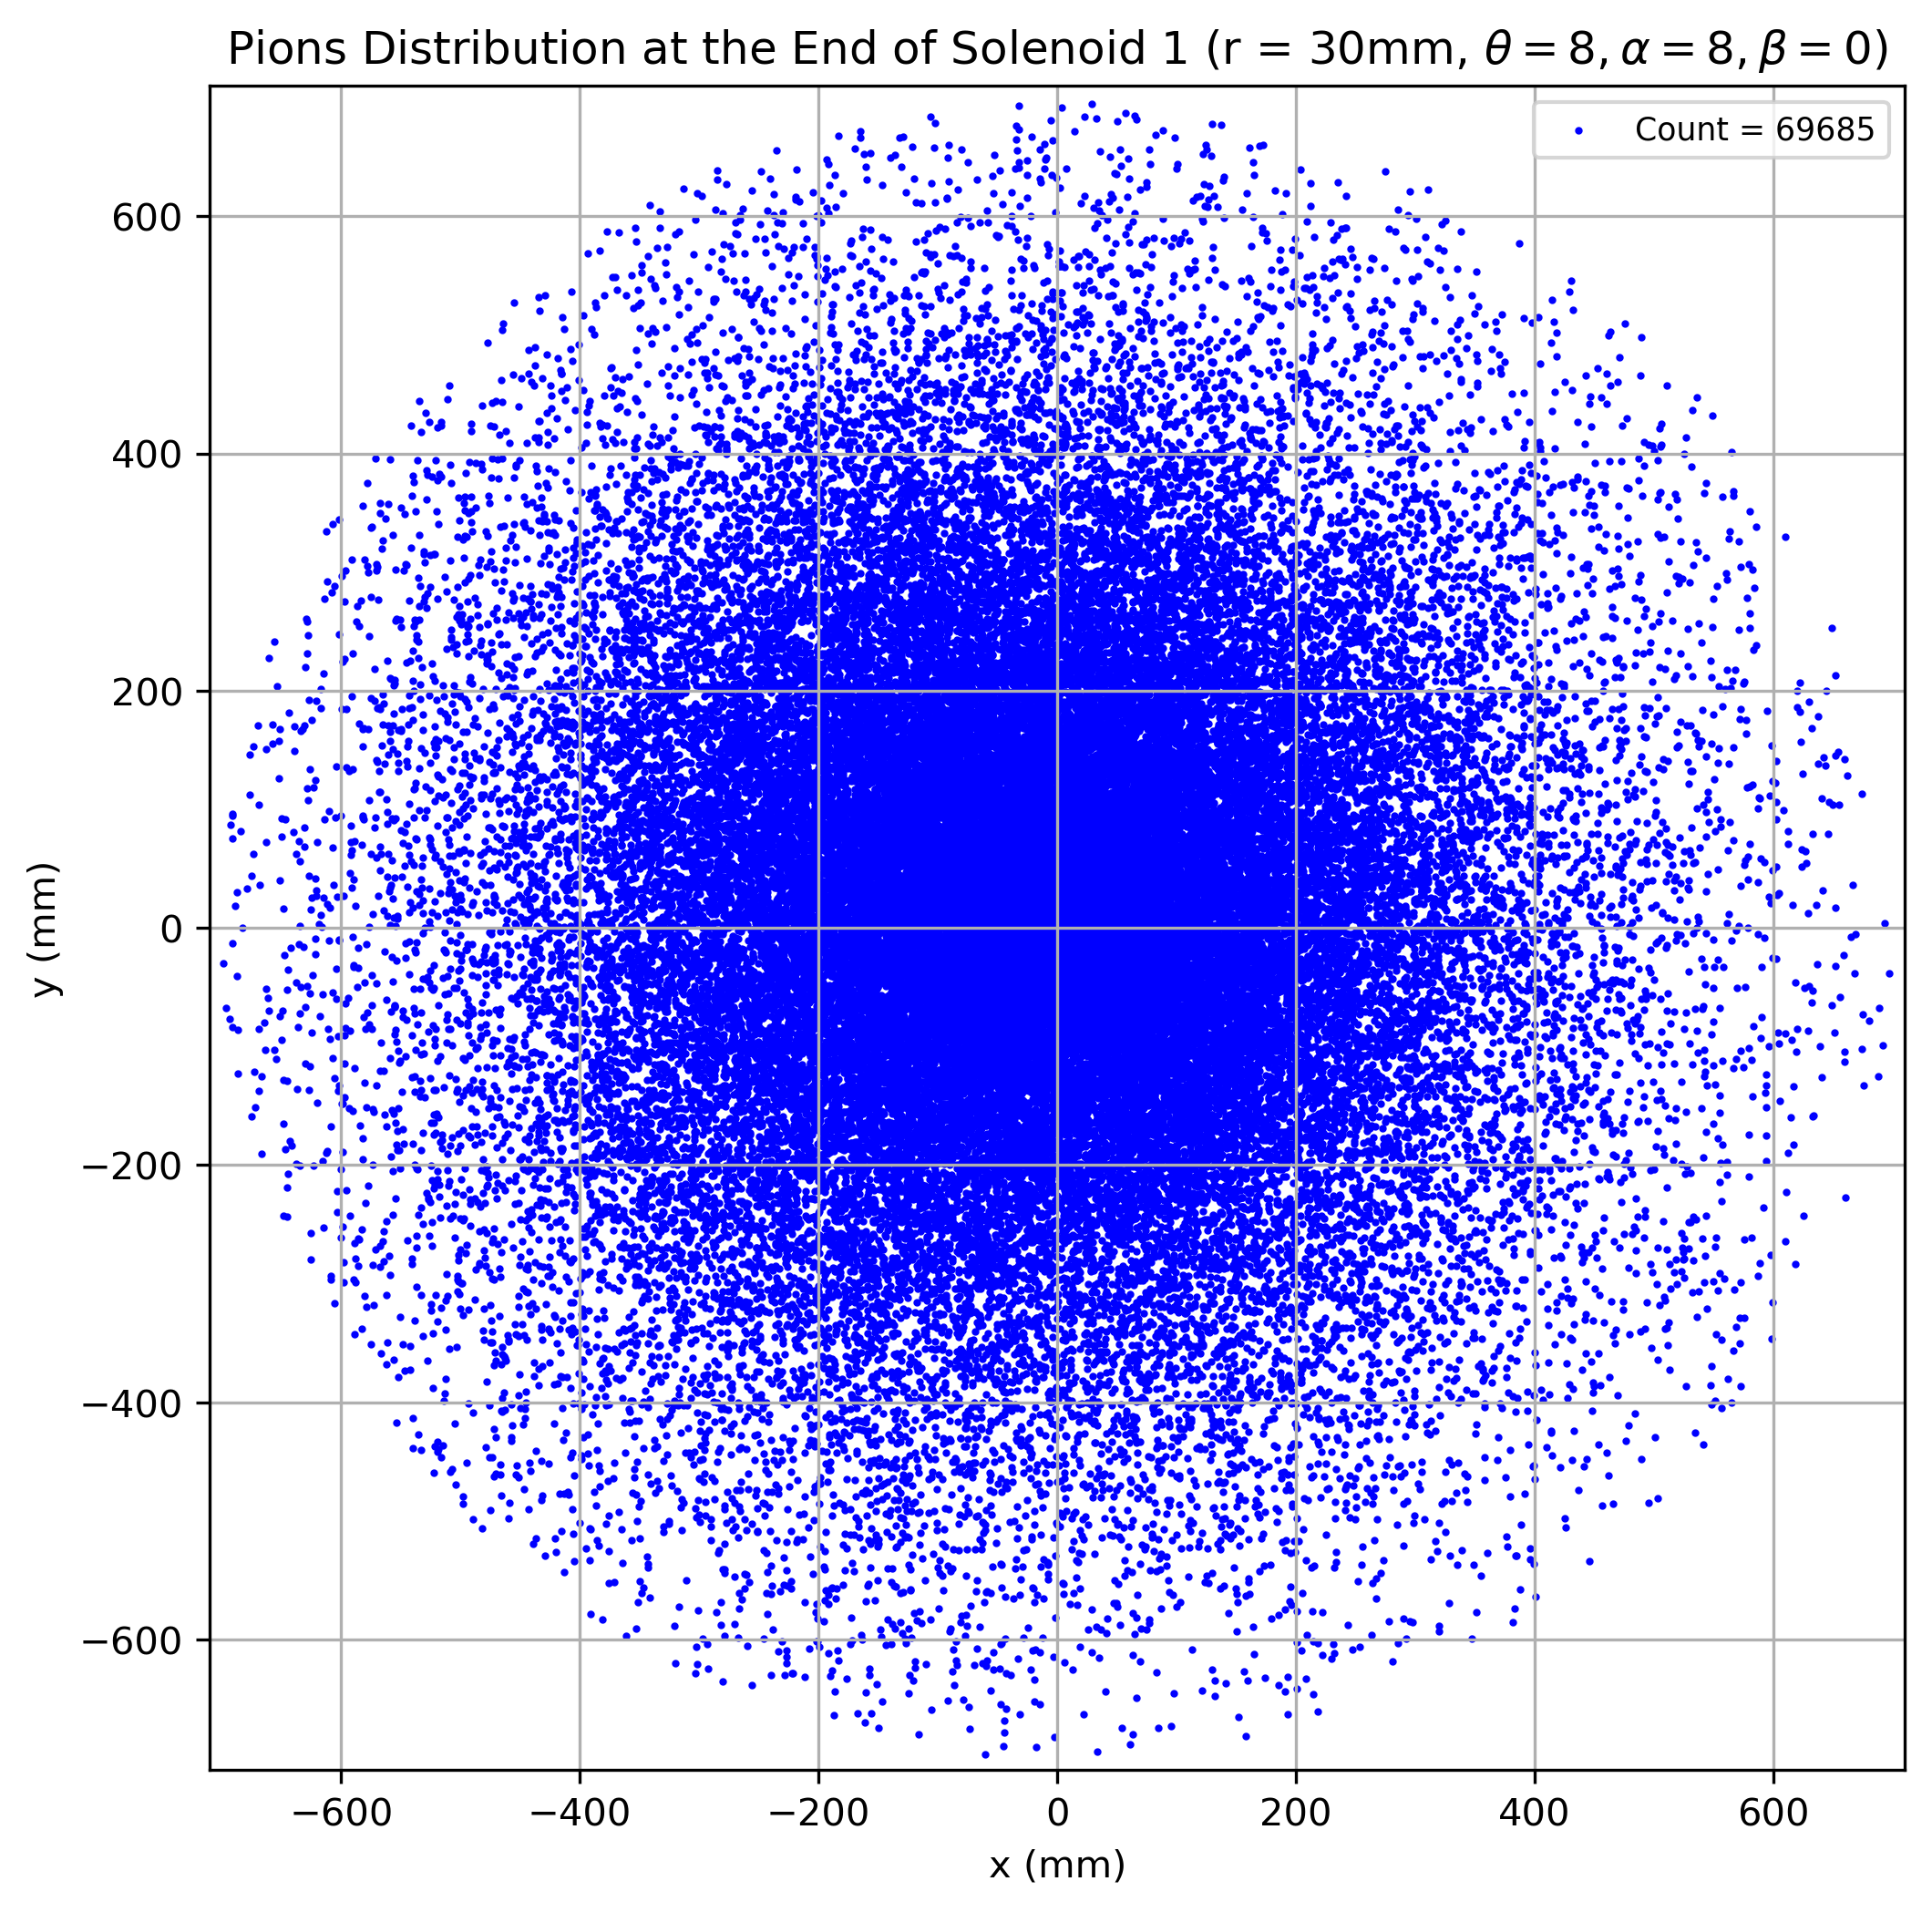 Pions Distribution at the End of Solenoid 1 (r = 30mm, θ = 8, α = 8, β = 0)
Count = 69685
600
400
200
0
−200
−400
−600
y (mm)
−600 −400 −200 0 200 400 600
x (mm)